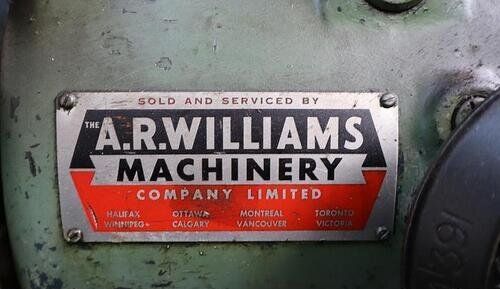 SOLD AND SERVICED BY
THE A.R.WILLIAMS
MACHINERY
COMPANY LIMITED
HALIFAX OTTAWA MONTREAL TORONTO
WINNIPEG CALGARY VANCOUVER VICTORIA